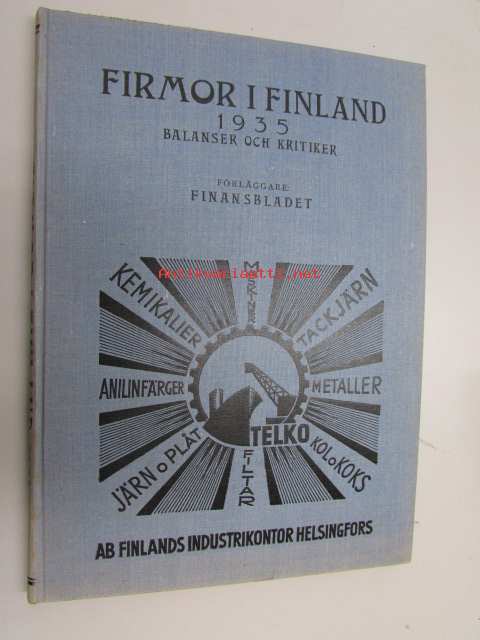 FIRMOR I FINLAND
1935
BALANSER OCH KRITIKER
FÖRLÄGGARE:
FINANSBLADET
MASKINER
KEMIKALIER
TACKJÄRN
ANILINFÄRGER
METALLER
JÄRN o PLÅT
TELKO
KOL o KOKS
FILTAR
AB FINLANDS INDUSTRIKONTOR HELSINGFORS